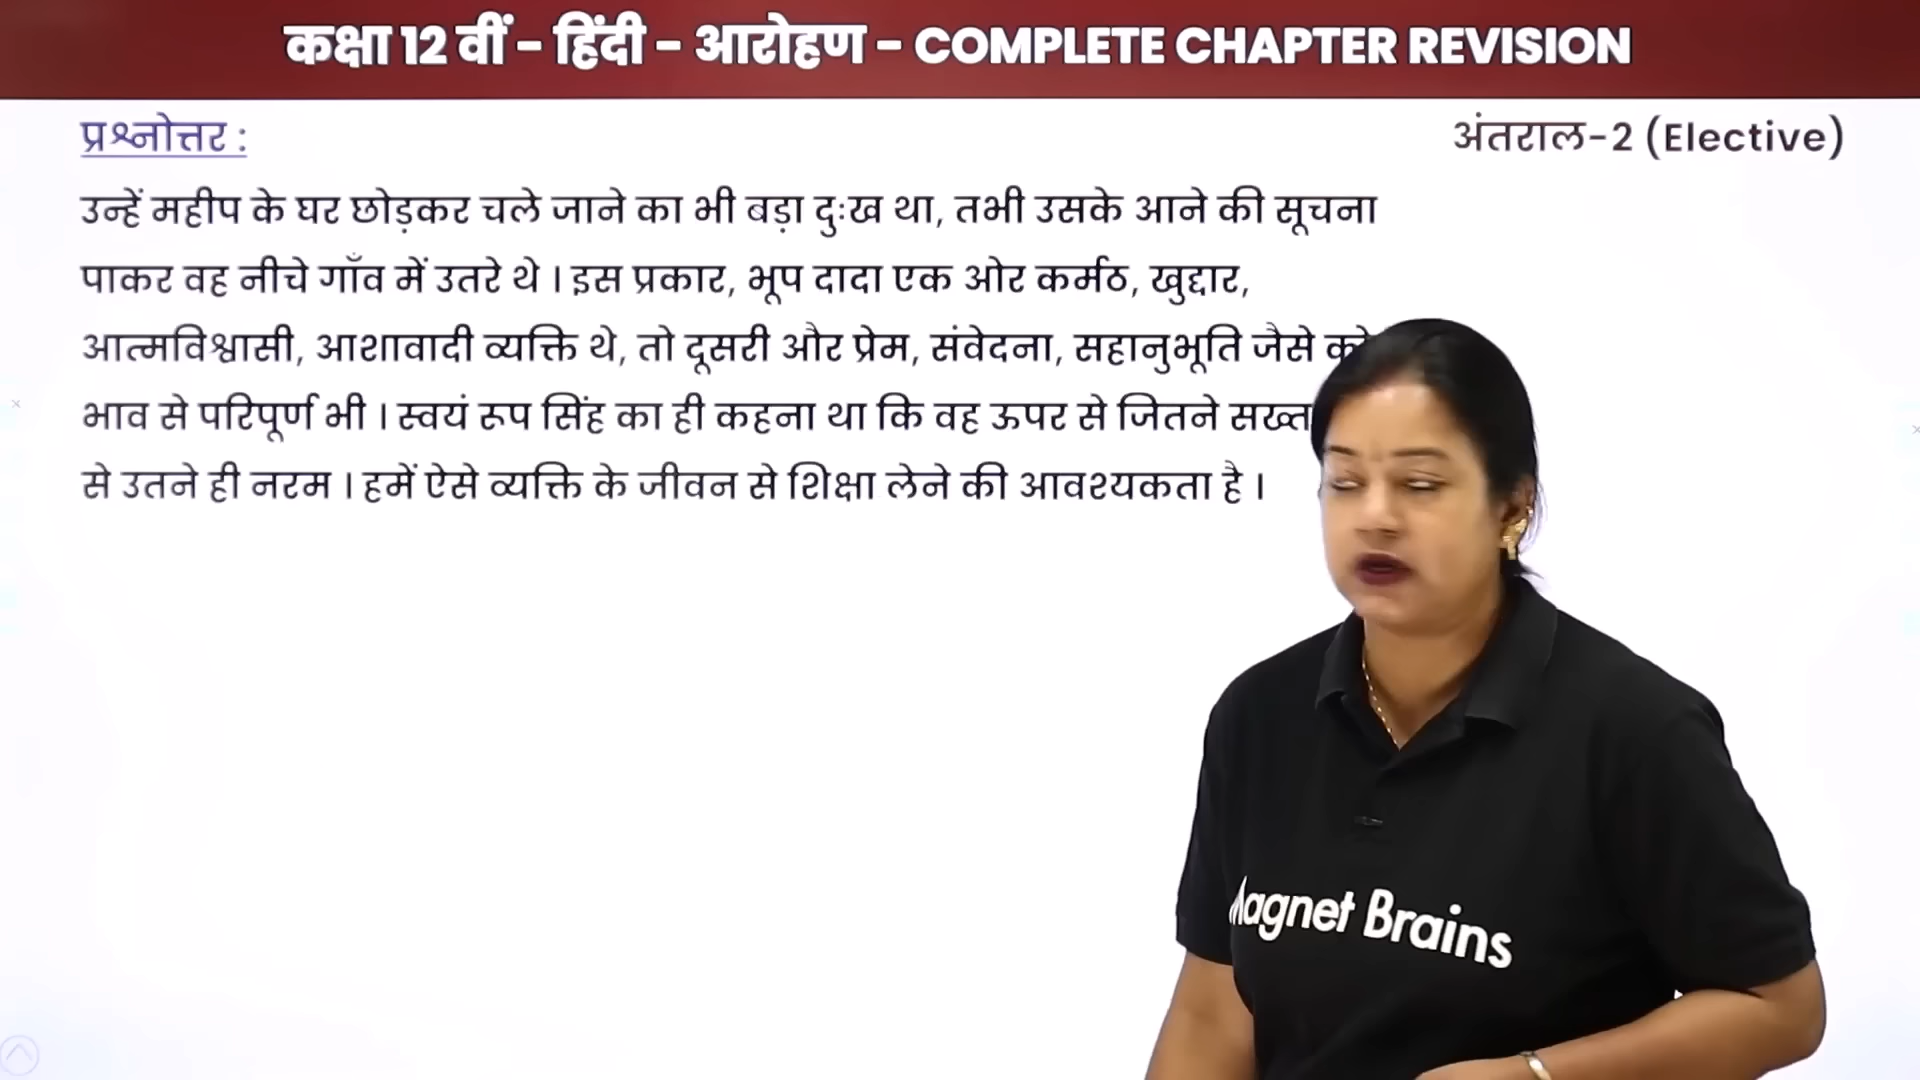 कक्षा 12 वीं - हिंदी - आरोहण - COMPLETE CHAPTER REVISION
प्रश्नोत्तर :
अंतराल-2 (Elective)
उन्हें महीप के घर छोड़कर चले जाने का भी बड़ा दुःख था, तभी उसके आने की सूचना
पाकर वह नीचे गाँव में उतरे थे । इस प्रकार, भूप दादा एक ओर कर्मठ, खुद्दार,
आत्मविश्वासी, आशावादी व्यक्ति थे, तो दूसरी और प्रेम, संवेदना, सहानुभूति जैसे
भाव से परिपूर्ण भी । स्वयं रूप सिंह का ही कहना था कि वह ऊपर से जितने सख्त
से उतने ही नरम । हमें ऐसे व्यक्ति के जीवन से शिक्षा लेने की आवश्यकता है ।
Magnet Brains